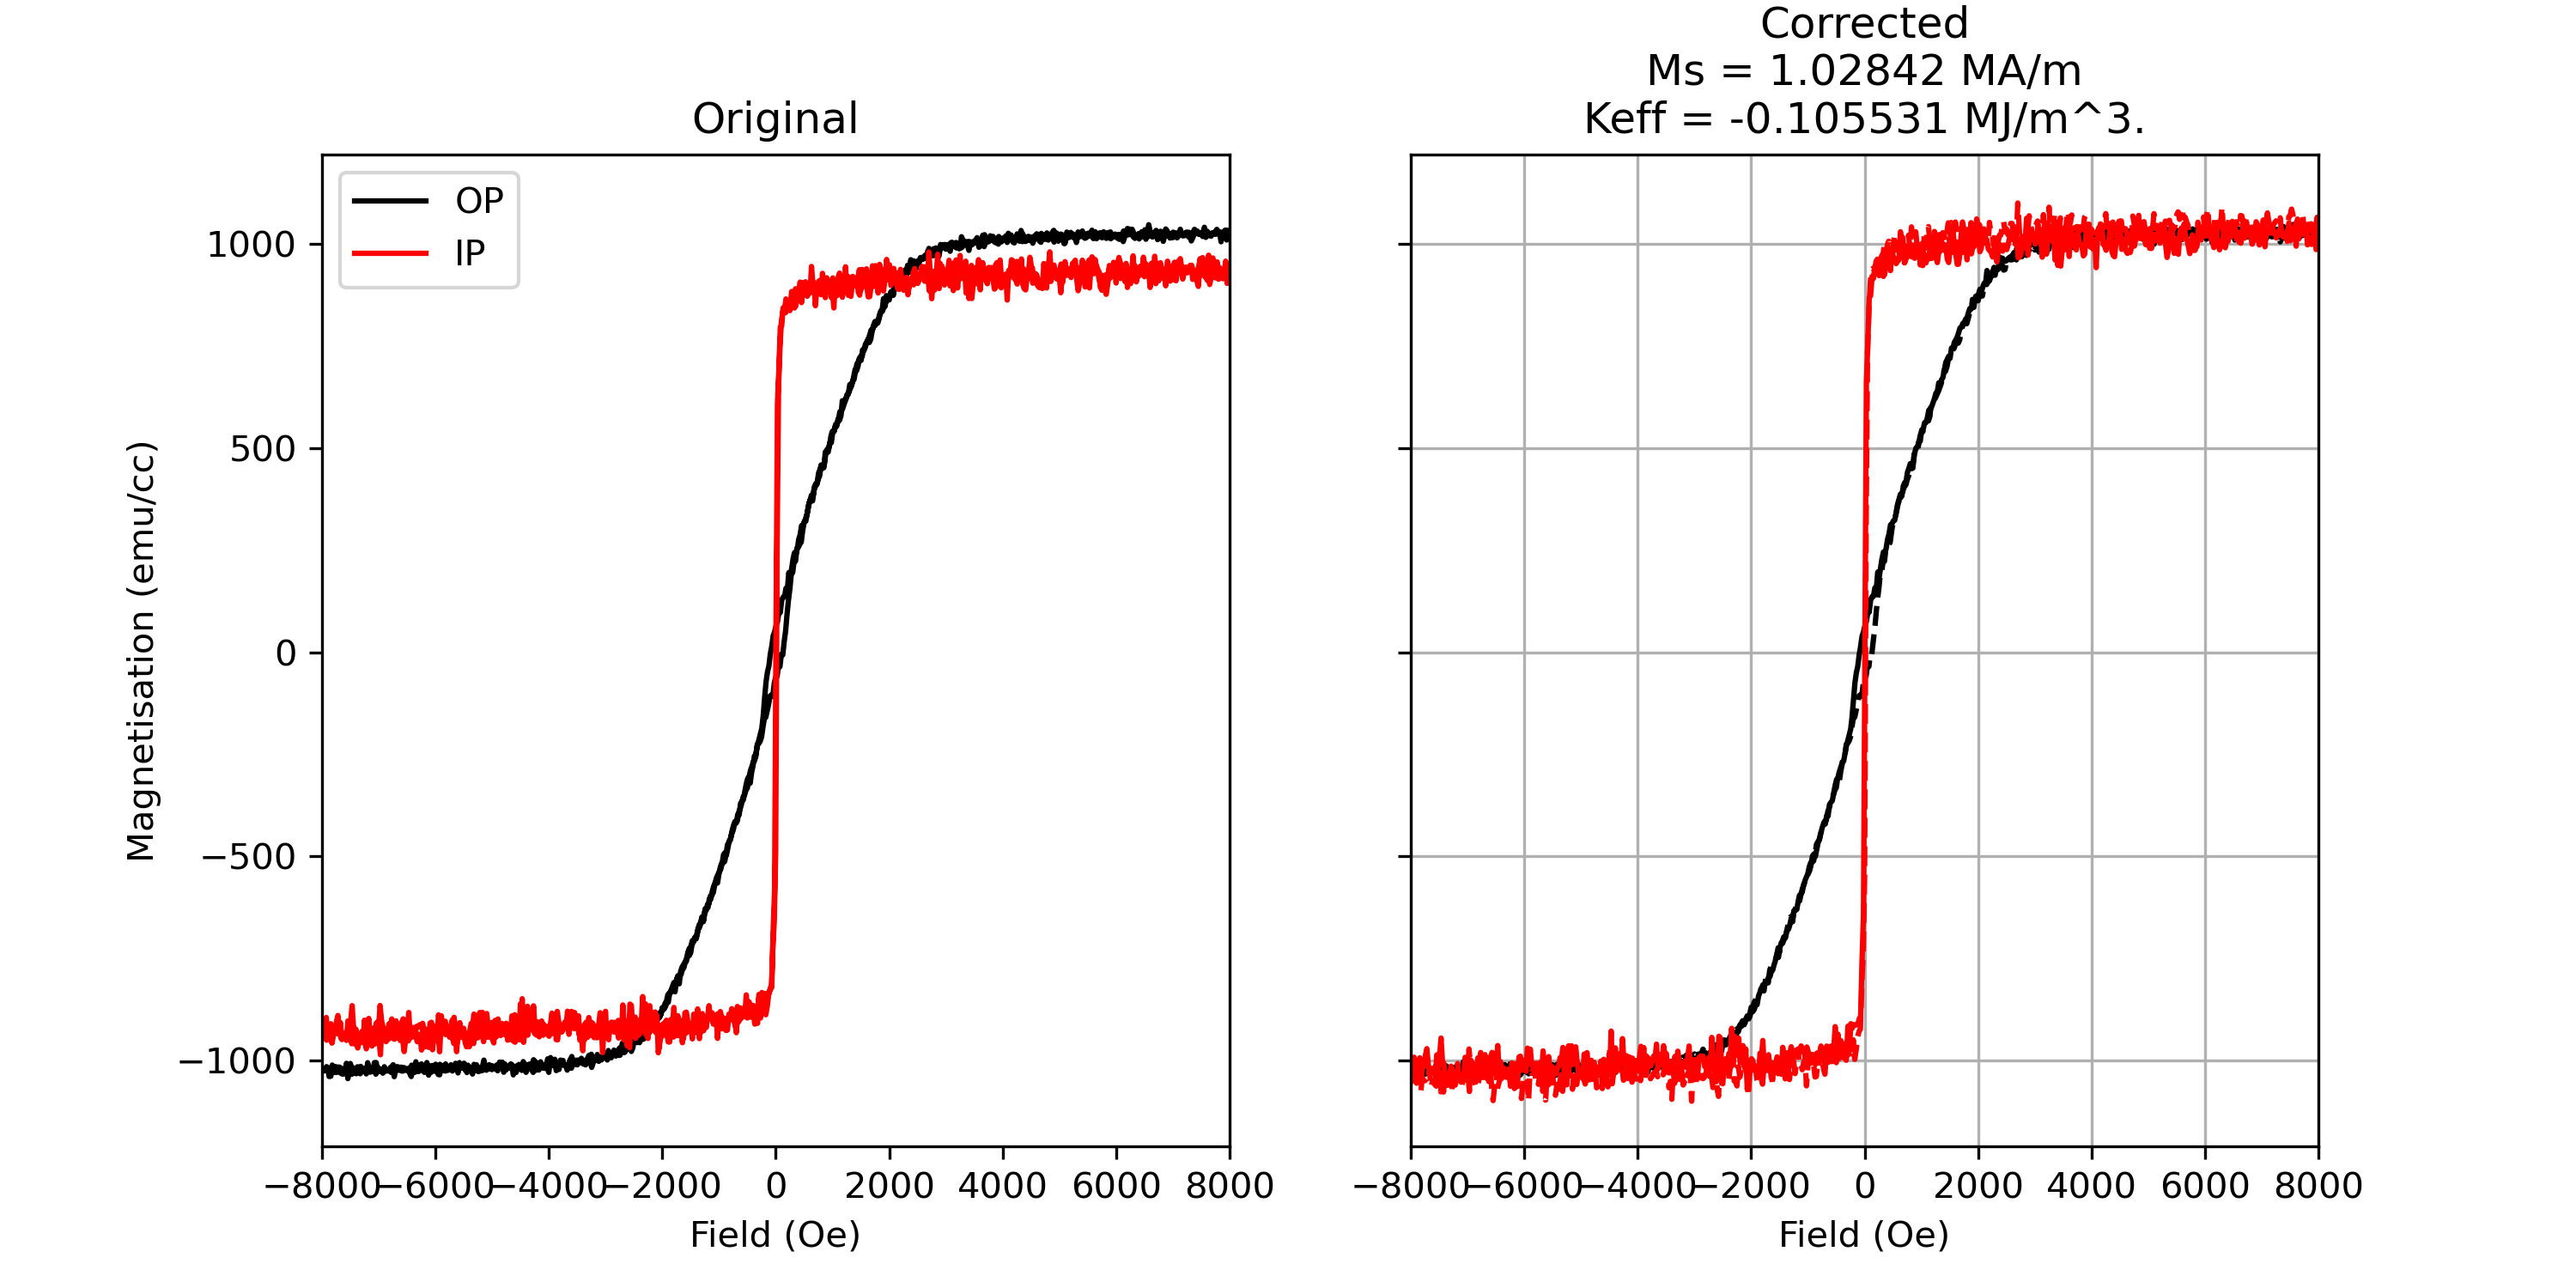 Original
OP
IP
1000
500
0
−500
−1000
Magnetisation (emu/cc)
−8000 −6000 −4000 −2000 0 2000 4000 6000 8000
Field (Oe)
Corrected
Ms = 1.02842 MA/m
Keff = -0.105531 MJ/m^3.
−8000 −6000 −4000 −2000 0 2000 4000 6000 8000
Field (Oe)